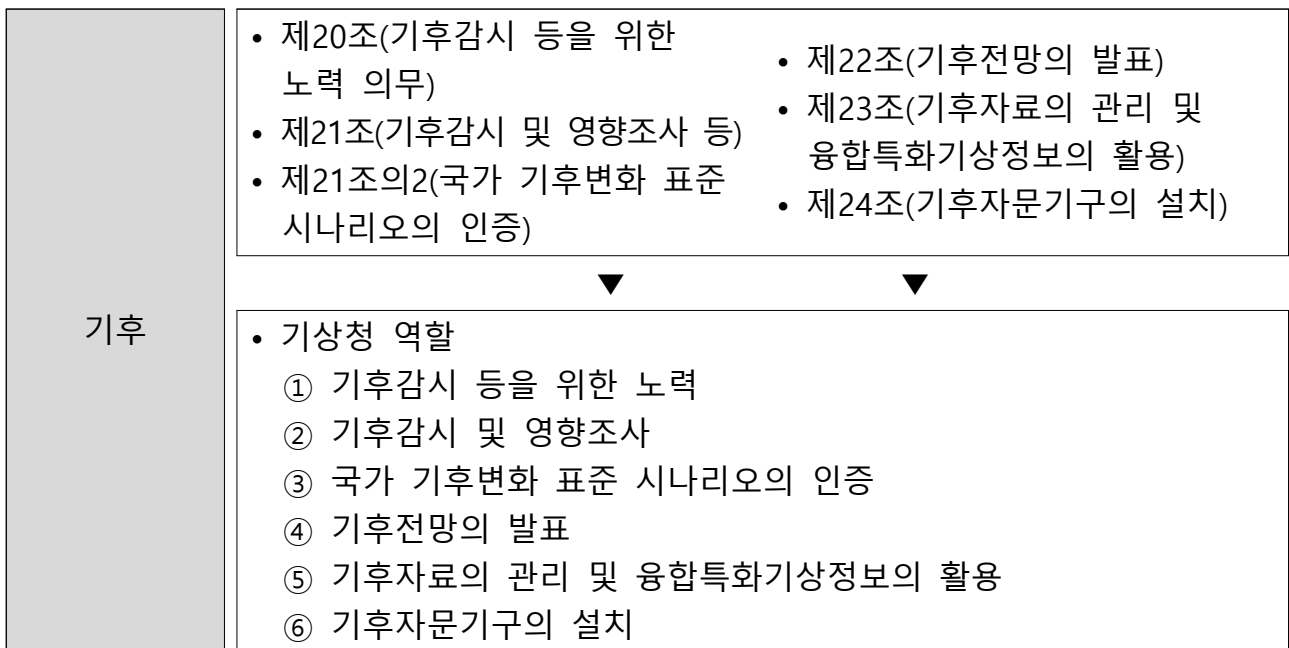 기후
• 제20조(기후감시 등을 위한
노력 의무)
• 제21조(기후감시 및 영향조사 등)
• 제21조의2(국가 기후변화 표준
시나리오의 인증)
• 제22조(기후전망의 발표)
• 제23조(기후자료의 관리 및
융합특화기상정보의 활용)
• 제24조(기후자문기구의 설치)
▼ ▼
• 기상청 역할
① 기후감시 등을 위한 노력
② 기후감시 및 영향조사
③ 국가 기후변화 표준 시나리오의 인증
④ 기후전망의 발표
⑤ 기후자료의 관리 및 융합특화기상정보의 활용
⑥ 기후자문기구의 설치